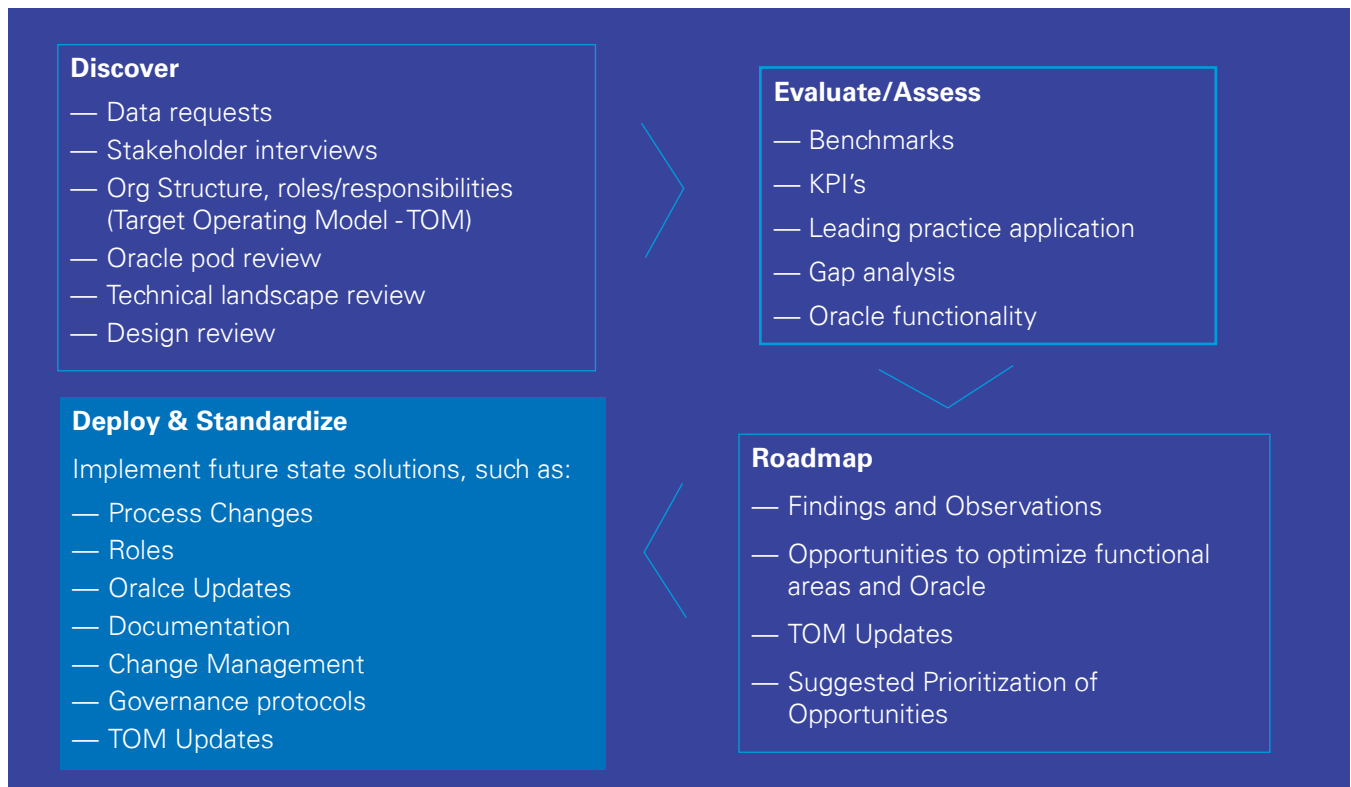 Discover
— Data requests
— Stakeholder interviews
— Org Structure, roles/responsibilities
(Target Operating Model - TOM)
— Oracle pod review
— Technical landscape review
— Design review
Evaluate/Assess
— Benchmarks
— KPI's
— Leading practice application
— Gap analysis
— Oracle functionality
Roadmap
— Findings and Observations
— Opportunities to optimize functional
areas and Oracle
— TOM Updates
— Suggested Prioritization of
Opportunities
Deploy & Standardize
Implement future state solutions, such as:
— Process Changes
— Roles
— Oralce Updates
— Documentation
— Change Management
— Governance protocols
— TOM Updates